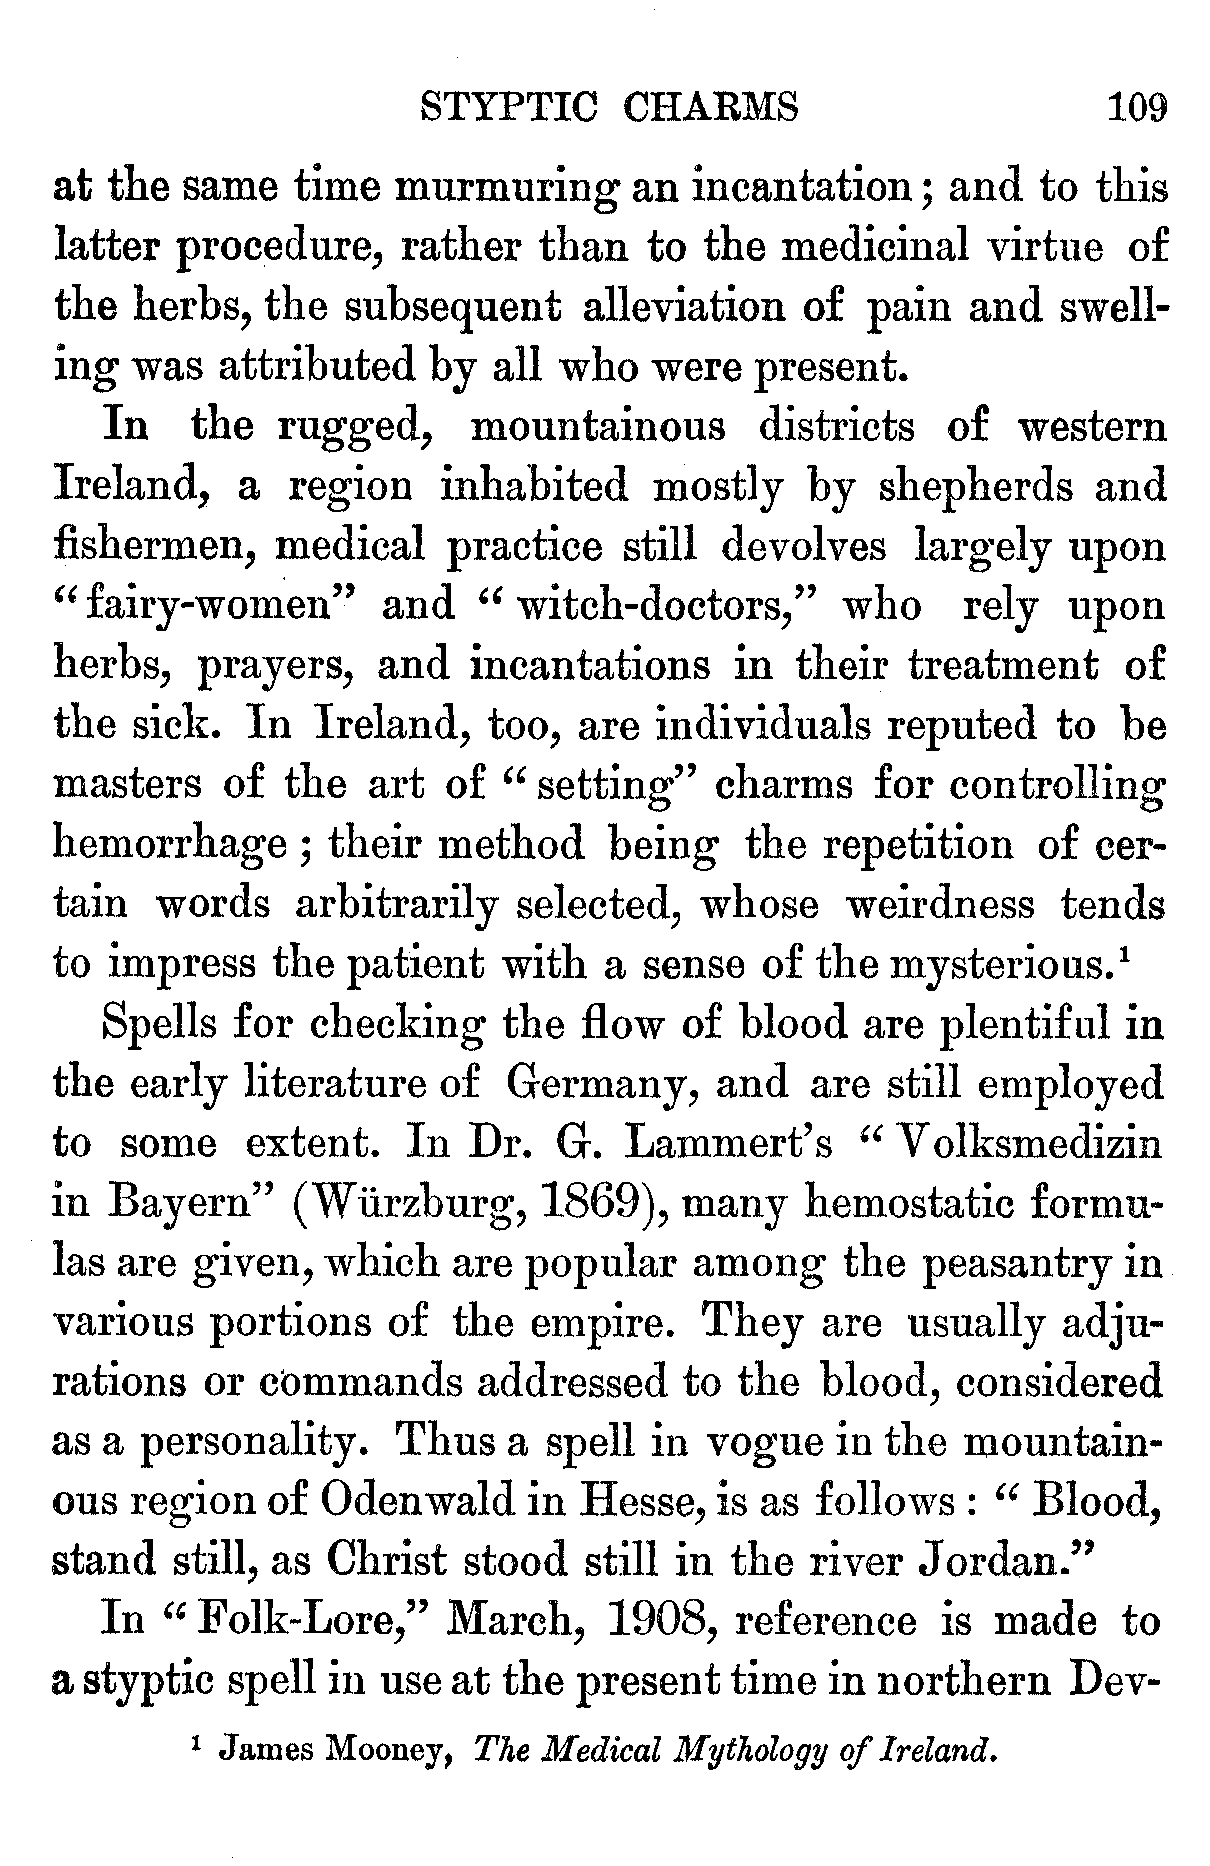 STYPTIC CHARMS 109
at the same time murmuring an incantation; and to this
latter procedure, rather than to the medicinal virtue of
the herbs, the subsequent alleviation of pain and swell-
ing was attributed by all who were present.
In the rugged, mountainous districts of western
Ireland, a region inhabited mostly by shepherds and
fishermen, medical practice still devolves largely upon
“fairy-women” and “witch-doctors,” who rely upon
herbs, prayers, and incantations in their treatment of
the sick. In Ireland, too, are individuals reputed to be
masters of the art of “setting” charms for controlling
hemorrhage; their method being the repetition of cer-
tain words arbitrarily selected, whose weirdness tends
to impress the patient with a sense of the mysterious.¹
Spells for checking the flow of blood are plentiful in
the early literature of Germany, and are still employed
to some extent. In Dr. G. Lammert’s “Volksmedizin
in Bayern” (Würzburg, 1869), many hemostatic formu-
las are given, which are popular among the peasantry in
various portions of the empire. They are usually adju-
rations or commands addressed to the blood, considered
as a personality. Thus a spell in vogue in the mountain-
ous region of Odenwald in Hesse, is as follows: “Blood,
stand still, as Christ stood still in the river Jordan.”
In “Folk-Lore,” March, 1908, reference is made to
a styptic spell in use at the present time in northern Dev-
¹ James Mooney, The Medical Mythology of Ireland.